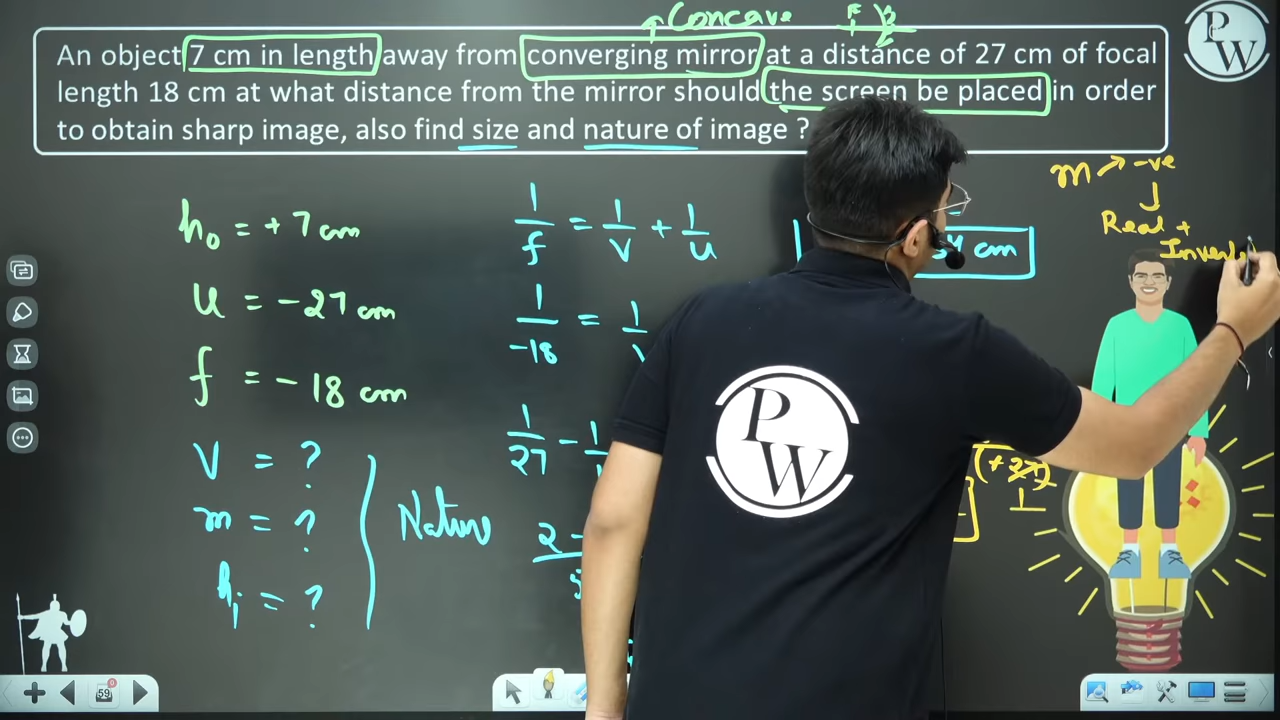 Concave
An object 7 cm in length away from converging mirror at a distance of 27 cm of focal
length 18 cm at what distance from the mirror should the screen be placed in order
to obtain sharp image, also find size and nature of image ?
PW
m → -ve
Real +
h₀ = + 7 cm
1/f = 1/v + 1/u
cm
u = - 27 cm
1/-18 = 1/
f = - 18 cm
1/27 - 1/
v = ?
(+ 27)
m = ?
Nature
2 -
hᵢ = ?
PW
59